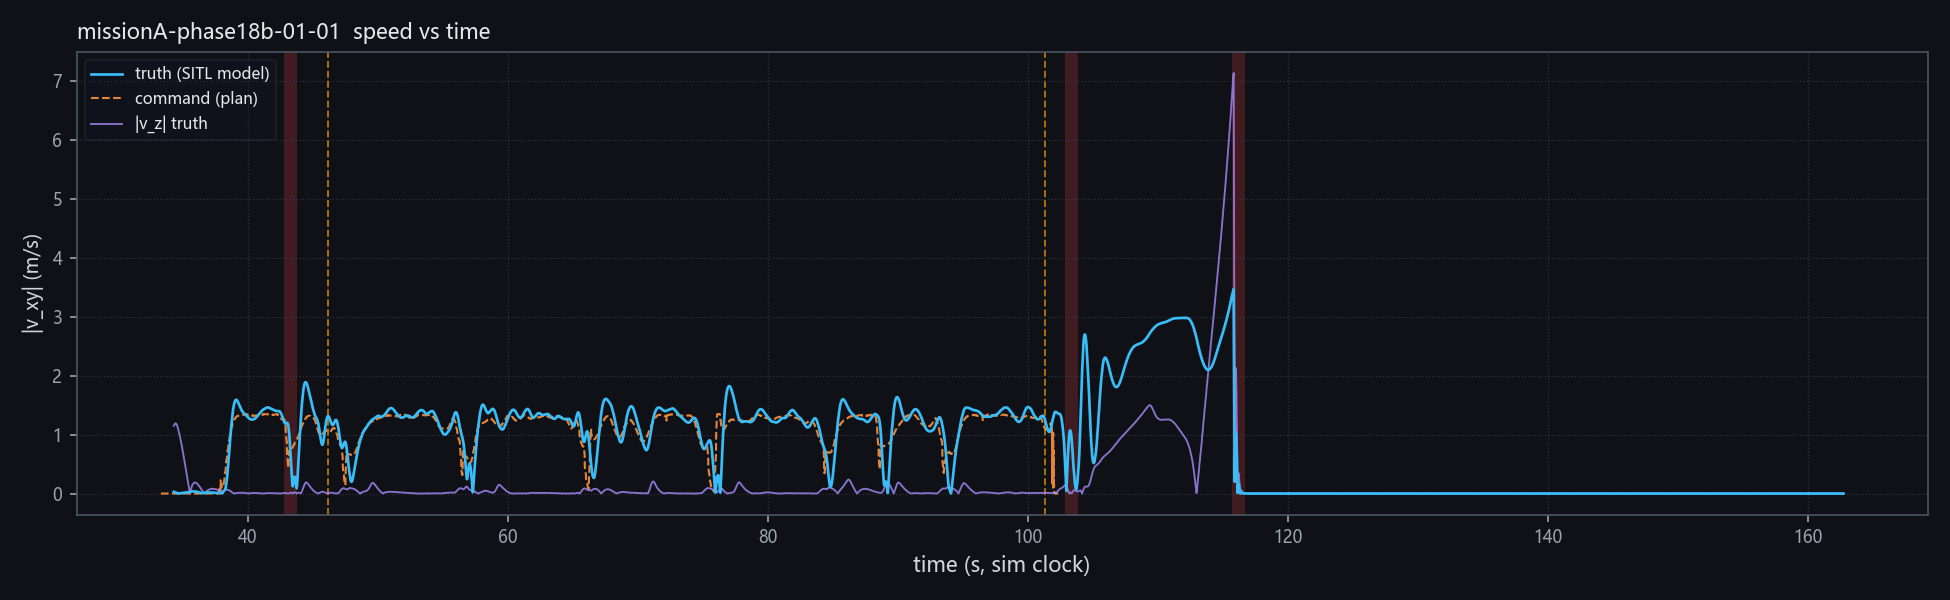 missionA-phase18b-01-01  speed vs time
truth (SITL model)
command (plan)
|v_z| truth
|v_xy| (m/s)
7
6
5
4
3
2
1
0
40 60 80 100 120 140 160
time (s, sim clock)